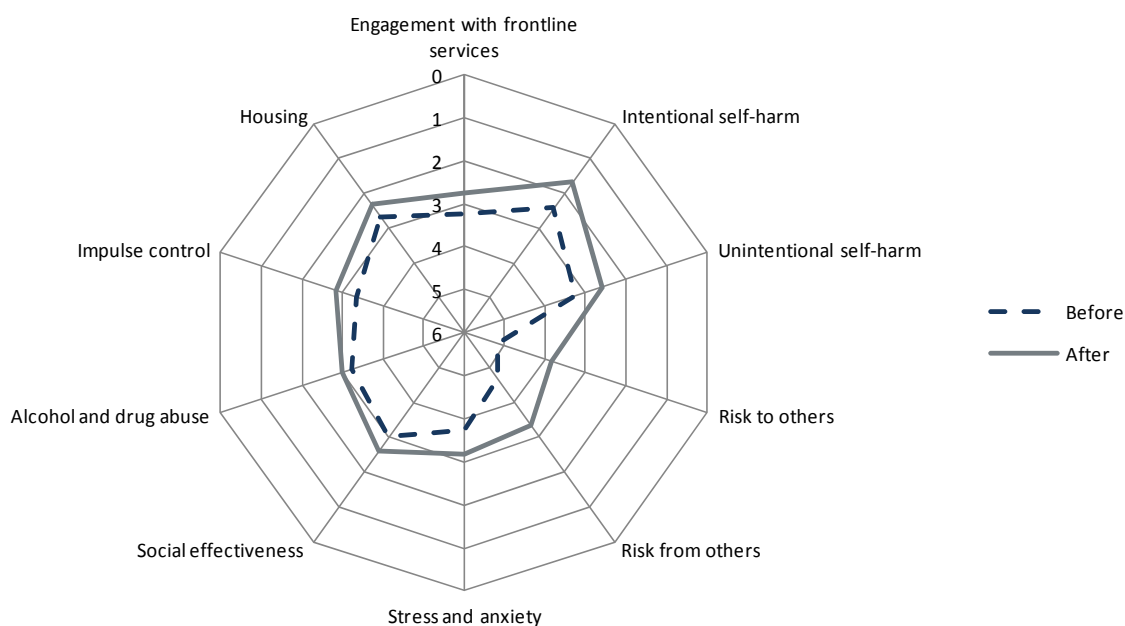 Engagement with frontline
services
0
Housing
Intentional self-harm
1
2
3
Impulse control
Unintentional self-harm
4
5
Before
6
After
Alcohol and drug abuse
Risk to others
Social effectiveness
Risk from others
Stress and anxiety